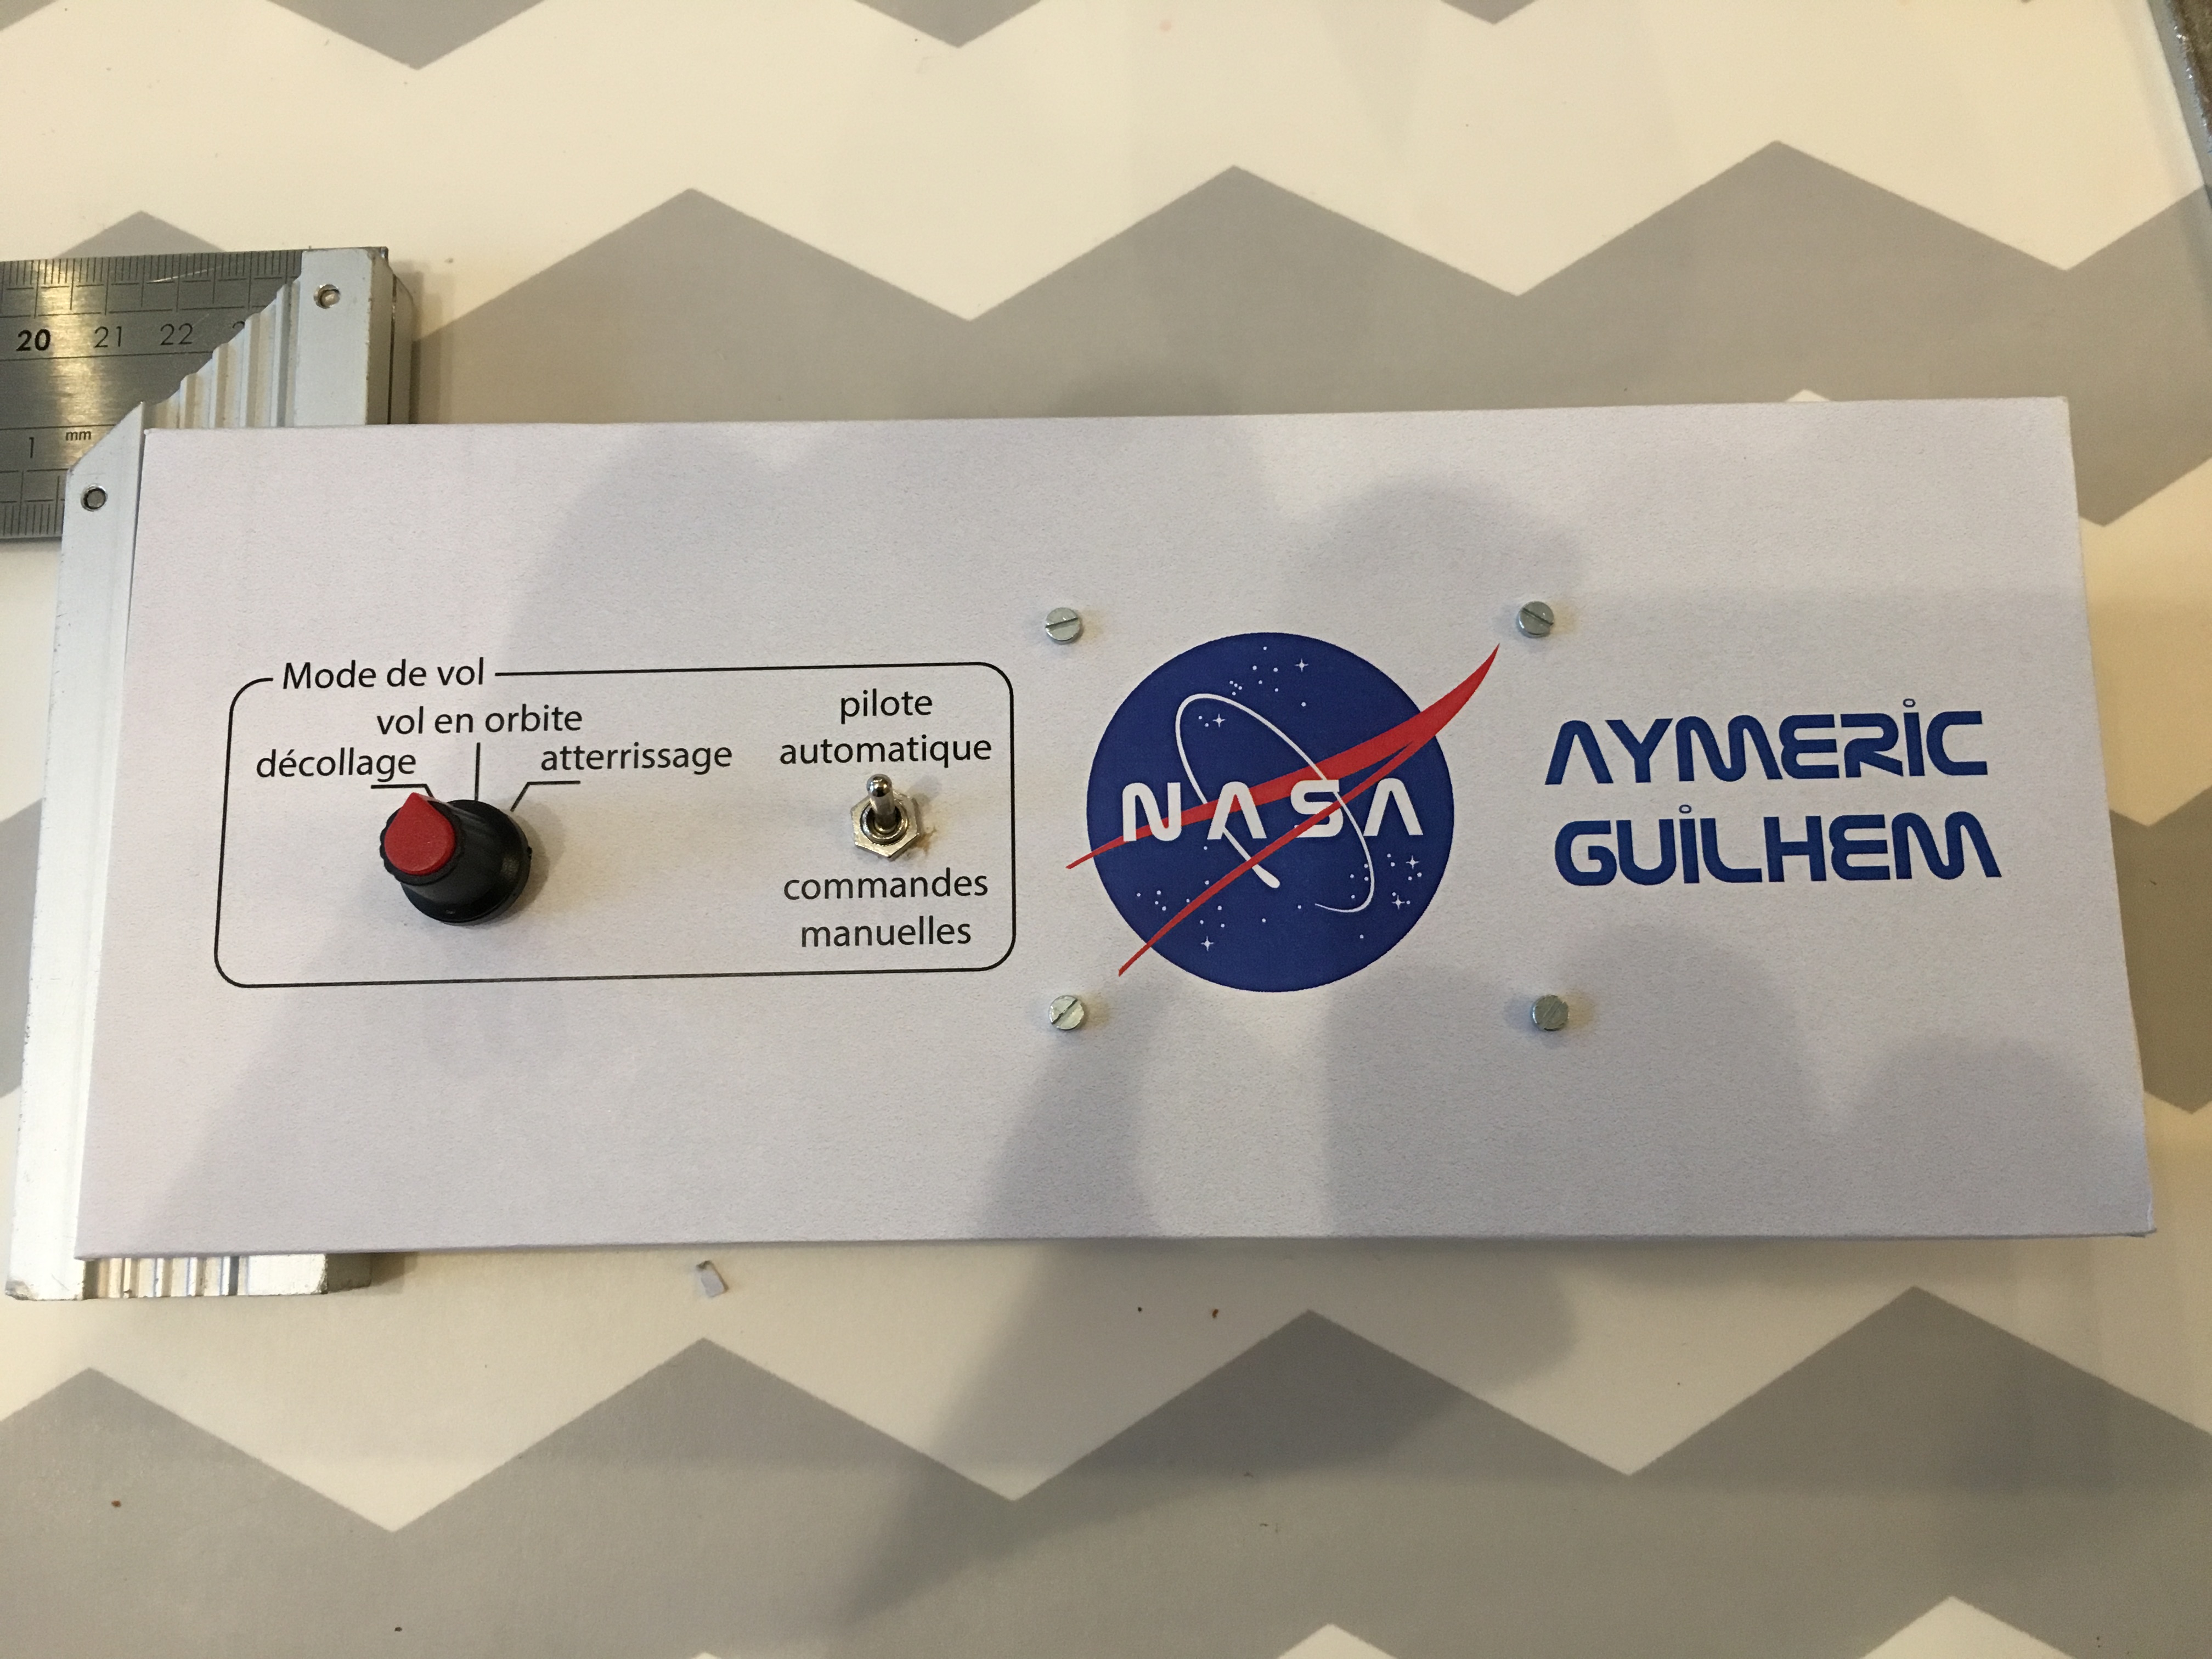 Mode de vol
vol en orbite
décollage
atterrissage
pilote
automatique
commandes
manuelles
NASA
AYMERIC
GUILHEM
1
mm
20
21
22